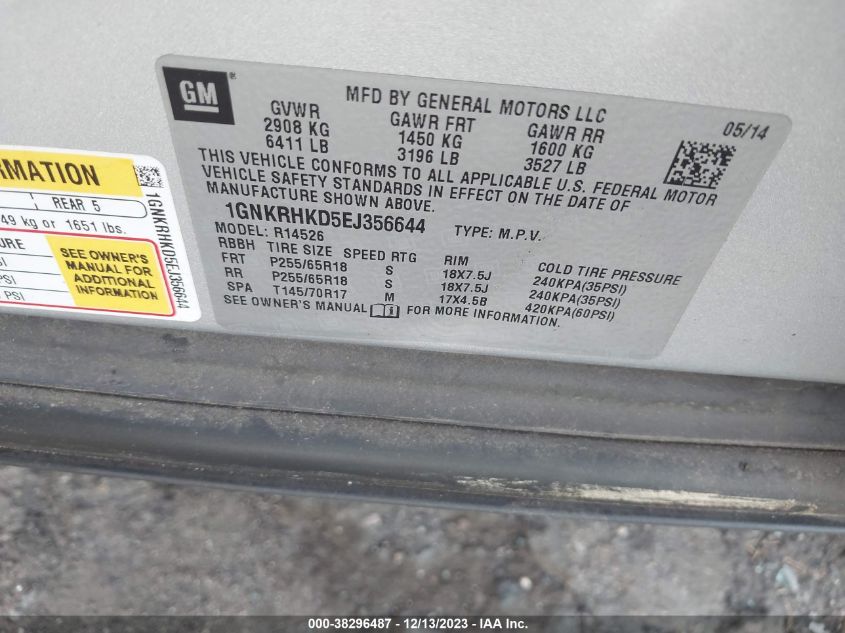 GM ®
MFD BY GENERAL MOTORS LLC
05/14
GVWR GAWR FRT GAWR RR
2908 KG 1450 KG 1600 KG
6411 LB 3196 LB 3527 LB
THIS VEHICLE CONFORMS TO ALL APPLICABLE U.S. FEDERAL MOTOR
VEHICLE SAFETY STANDARDS IN EFFECT ON THE DATE OF
MANUFACTURE SHOWN ABOVE.
1GNKRHKD5EJ356644 TYPE: M.P.V.
MODEL: R14526
RBBH TIRE SIZE SPEED RTG RIM COLD TIRE PRESSURE
FRT P255/65R18 S 18X7.5J 240KPA(35PSI)
RR P255/65R18 S 18X7.5J 240KPA(35PSI)
SPA T145/70R17 M 17X4.5B 420KPA(60PSI)
SEE OWNER'S MANUAL FOR MORE INFORMATION.
REAR 5
kg or 1651 lbs.
SEE OWNER'S
MANUAL FOR
ADDITIONAL
INFORMATION
PSI
1GNKRHKD5EJ356644
000-38296487 - 12/13/2023 - IAA Inc.